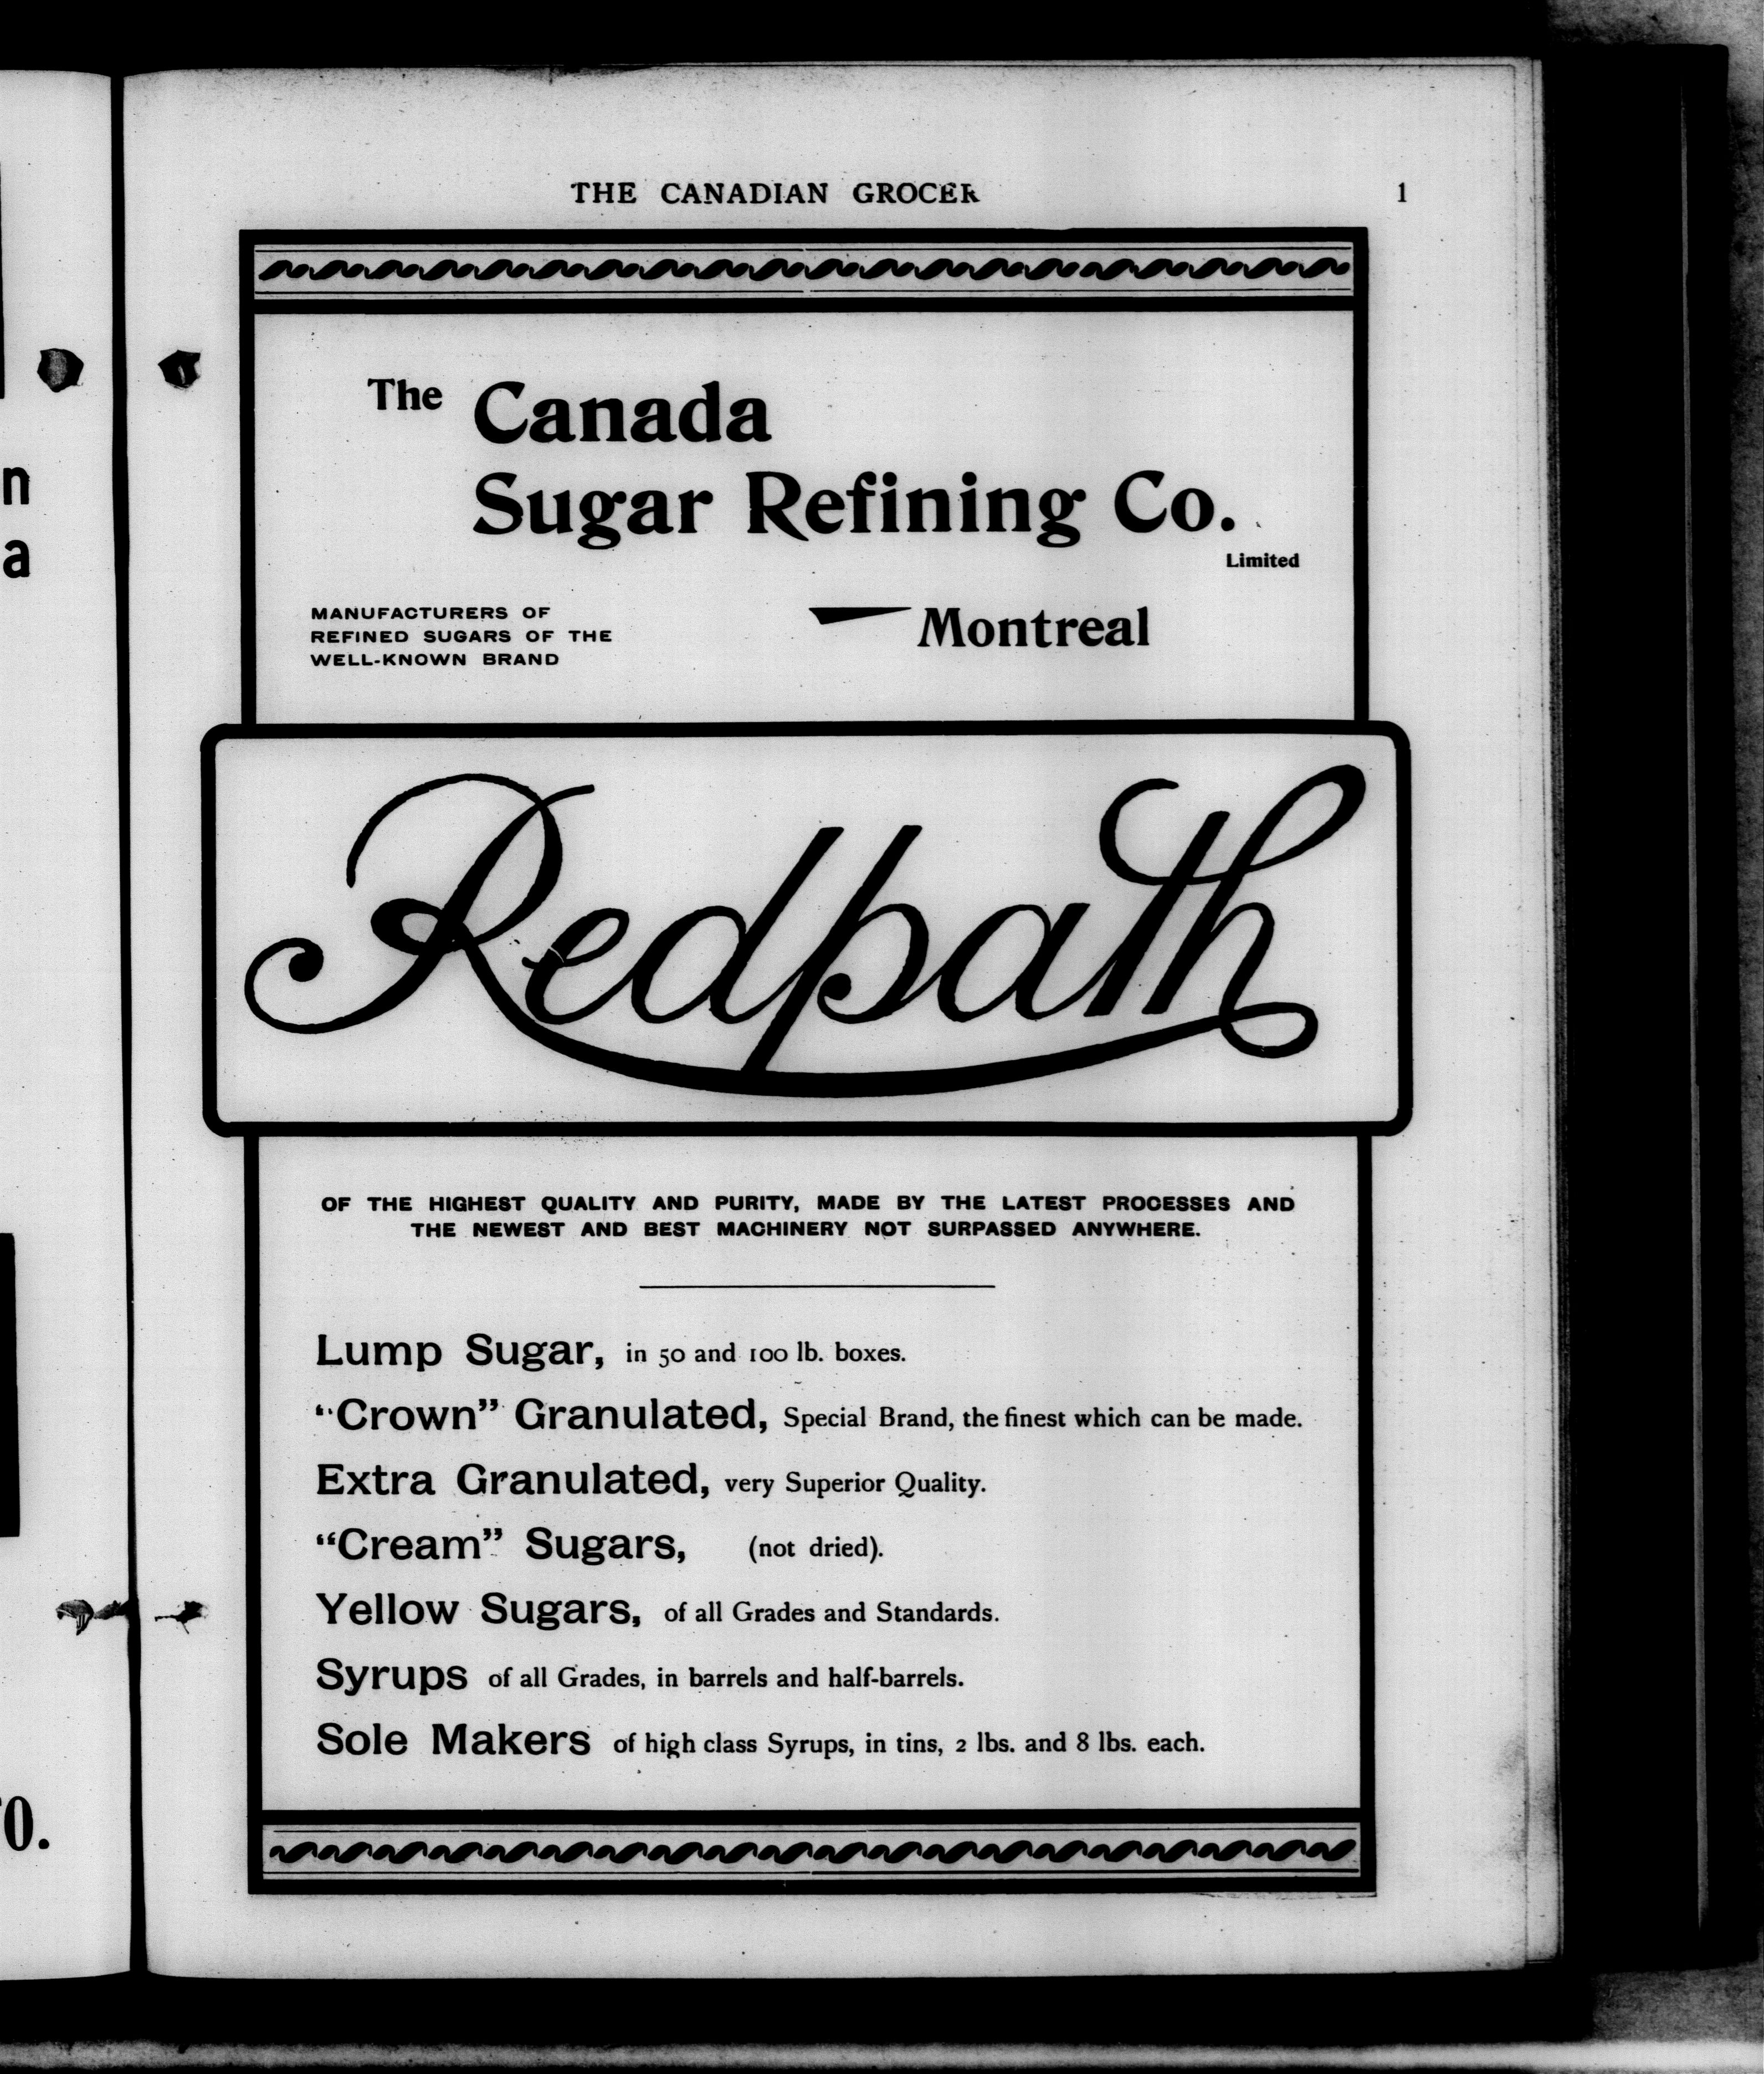 THE CANADIAN GROCER 1
The Canada
Sugar Refining Co.
Limited
MANUFACTURERS OF
REFINED SUGARS OF THE
WELL-KNOWN BRAND
Montreal
Redpath
OF THE HIGHEST QUALITY AND PURITY, MADE BY THE LATEST PROCESSES AND
THE NEWEST AND BEST MACHINERY NOT SURPASSED ANYWHERE.
Lump Sugar, in 50 and 100 lb. boxes.
"Crown" Granulated, Special Brand, the finest which can be made.
Extra Granulated, very Superior Quality.
"Cream" Sugars, (not dried).
Yellow Sugars, of all Grades and Standards.
Syrups of all Grades, in barrels and half-barrels.
Sole Makers of high class Syrups, in tins, 2 lbs. and 8 lbs. each.
n
a
O.